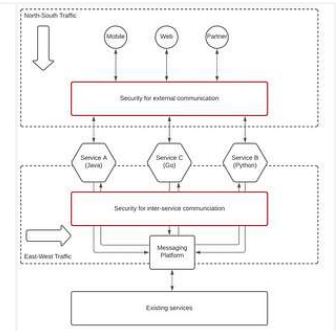 North-South Traffic
Mobile
Web
Partner
Security for external communication
Service A
(Java)
Service C
(Go)
Service B
(Python)
Security for inter-service communciation
East-West Traffic
Messaging
Platform
Existing services